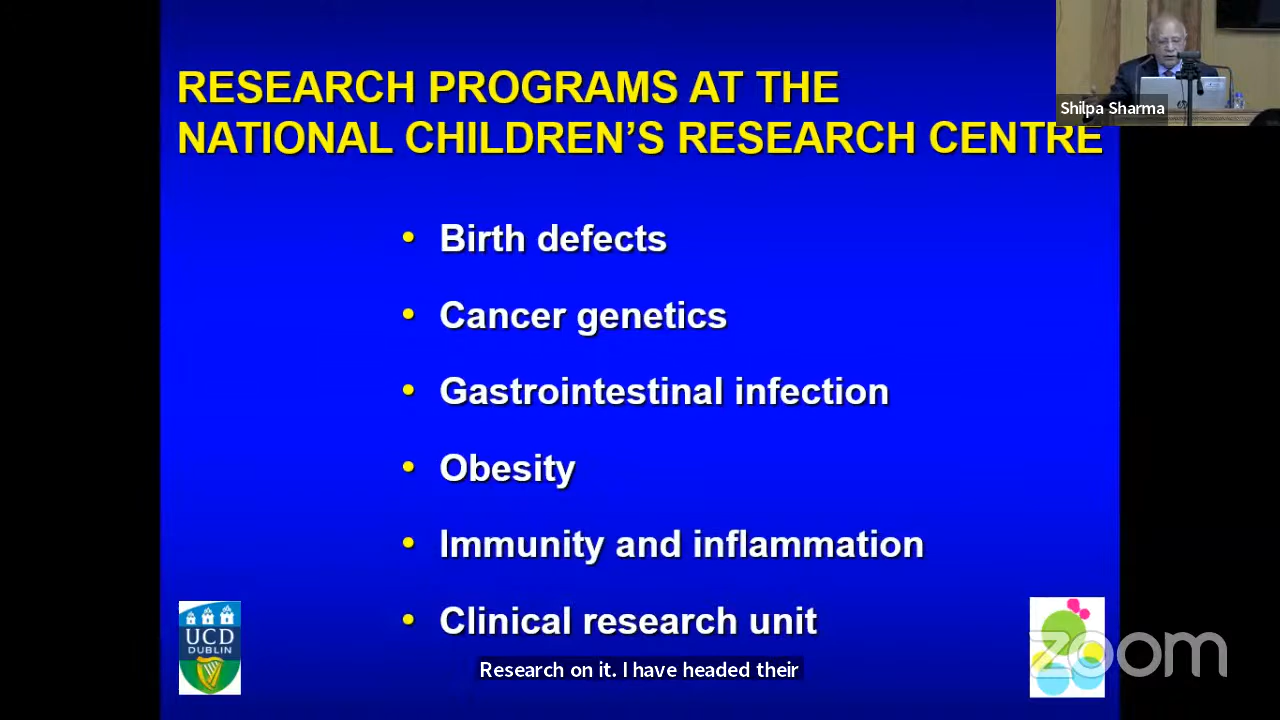 RESEARCH PROGRAMS AT THE
NATIONAL CHILDREN'S RESEARCH CENTRE
Shilpa Sharma
• Birth defects
• Cancer genetics
• Gastrointestinal infection
• Obesity
• Immunity and inflammation
• Clinical research unit
UCD
DUBLIN
Research on it. I have headed their
zoom